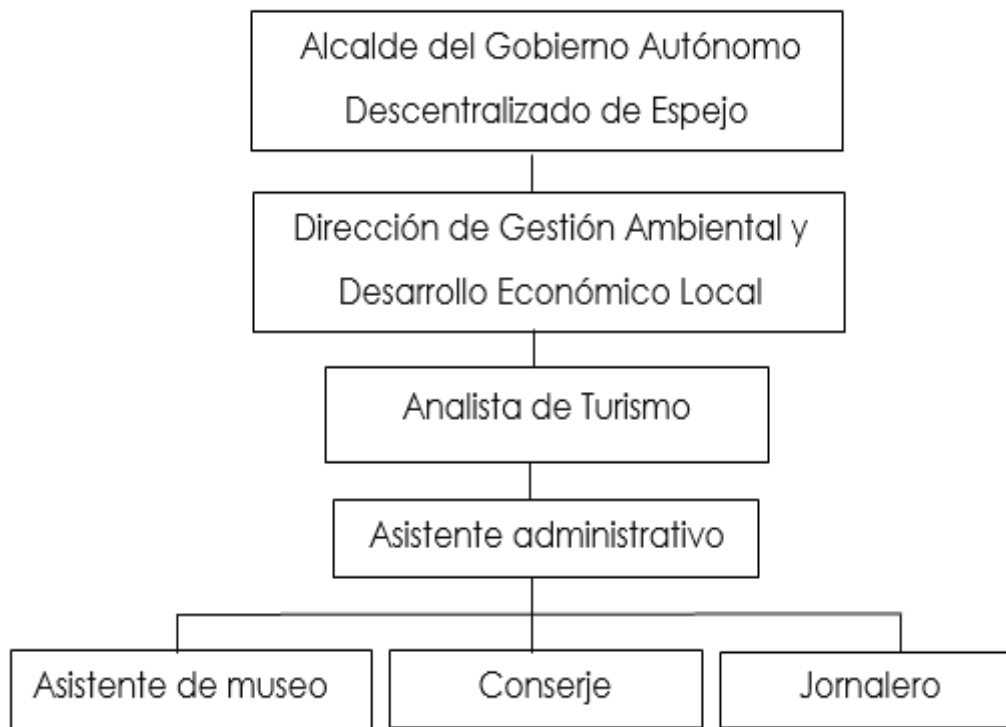 Alcalde del Gobierno Autónomo
Descentralizado de Espejo
Dirección de Gestión Ambiental y
Desarrollo Económico Local
Analista de Turismo
Asistente administrativo
Asistente de museo
Conserje
Jornalero